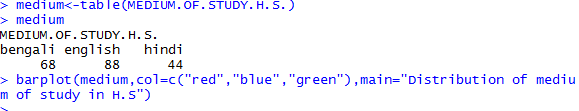 > medium<-table(MEDIUM.OF.STUDY.H.S.)
> medium
MEDIUM.OF.STUDY.H.S.
bengali english   hindi
     68      88      44
> barplot(medium,col=c("red","blue","green"),main="Distribution of mediu
m of study in H.S")
>